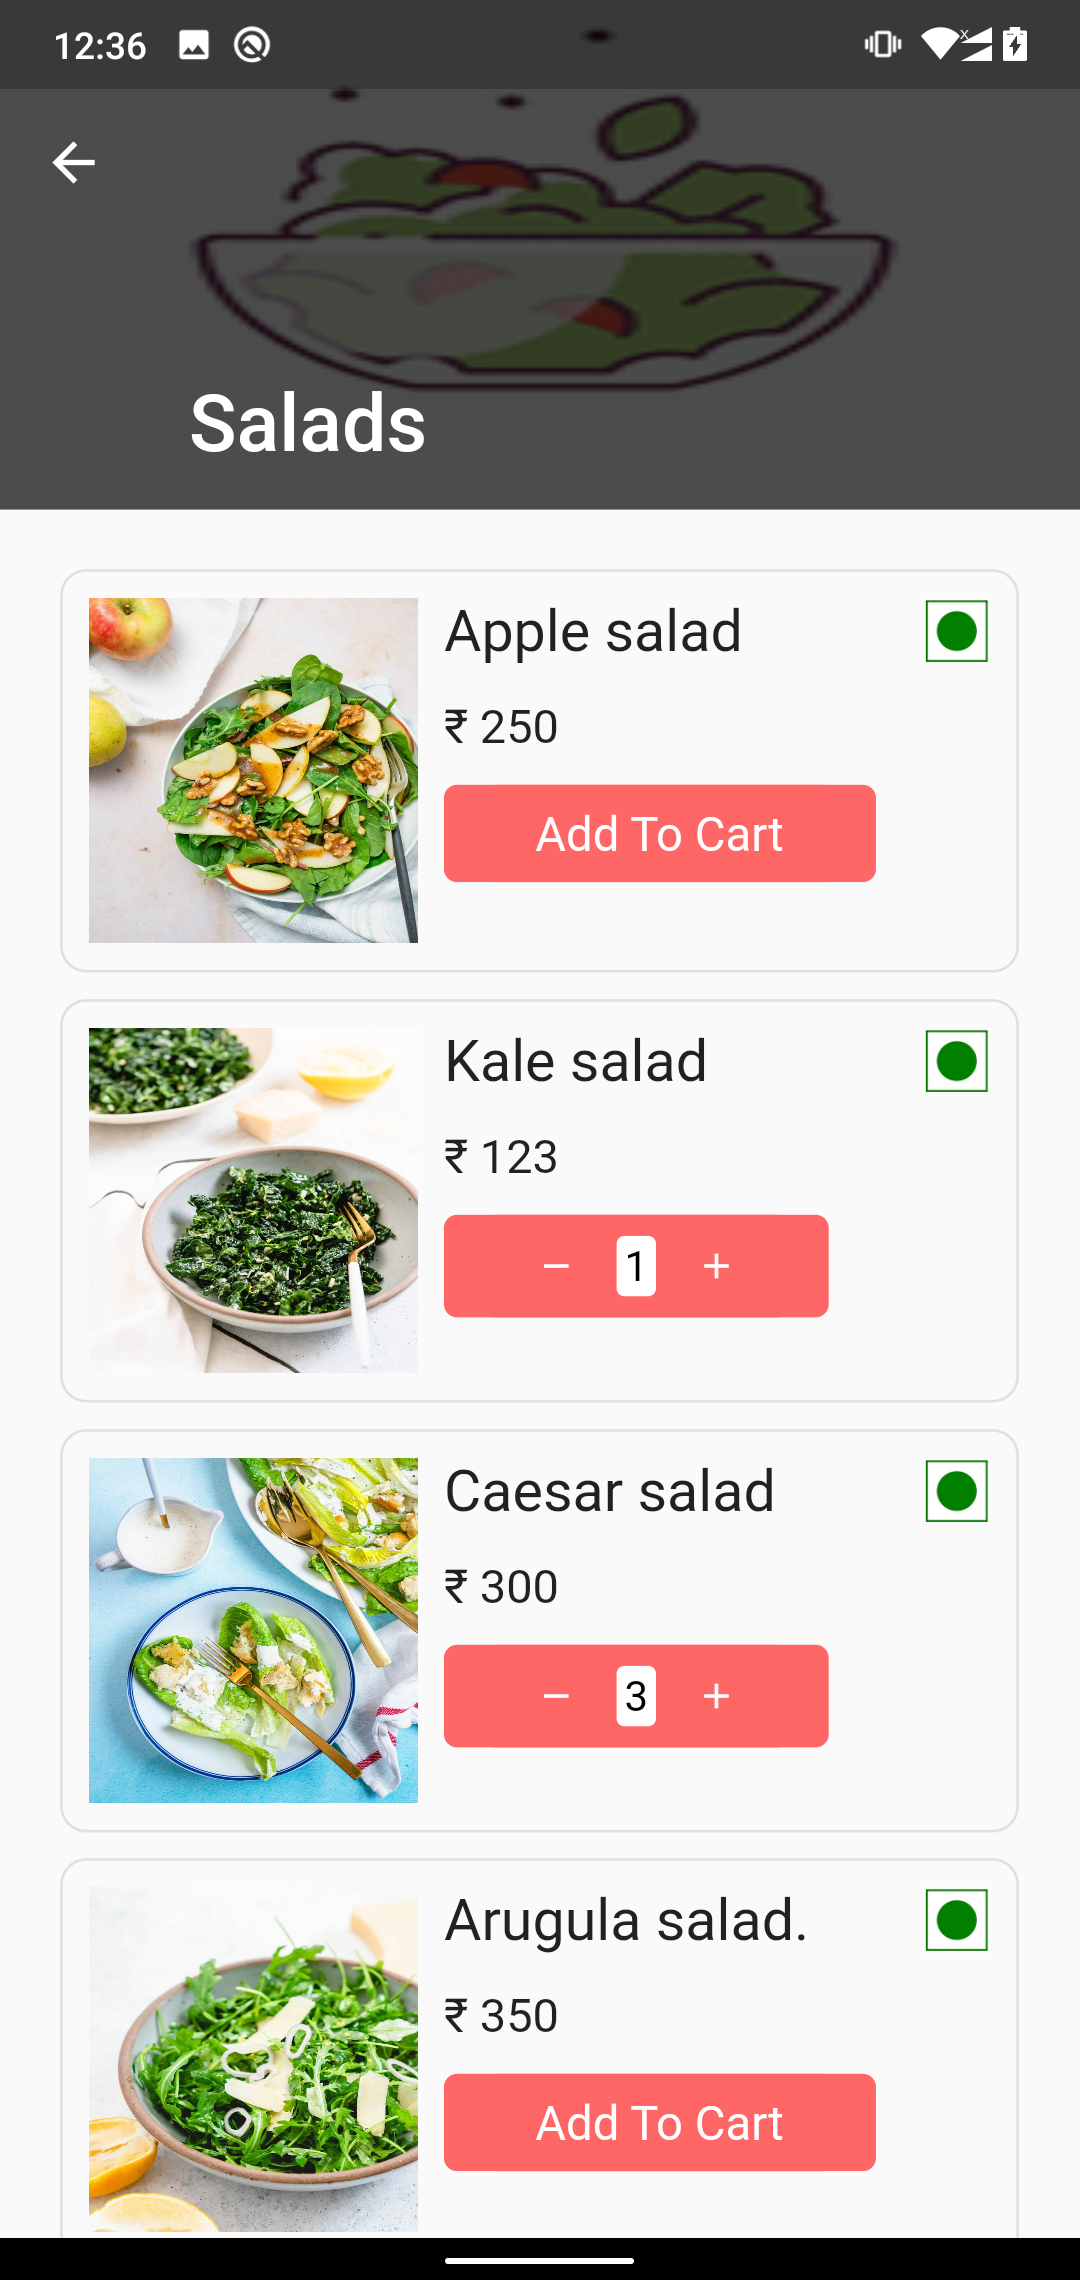 12:36
Salads
Apple salad
₹ 250
Add To Cart
Kale salad
₹ 123
− 1 +
Caesar salad
₹ 300
− 3 +
Arugula salad.
₹ 350
Add To Cart